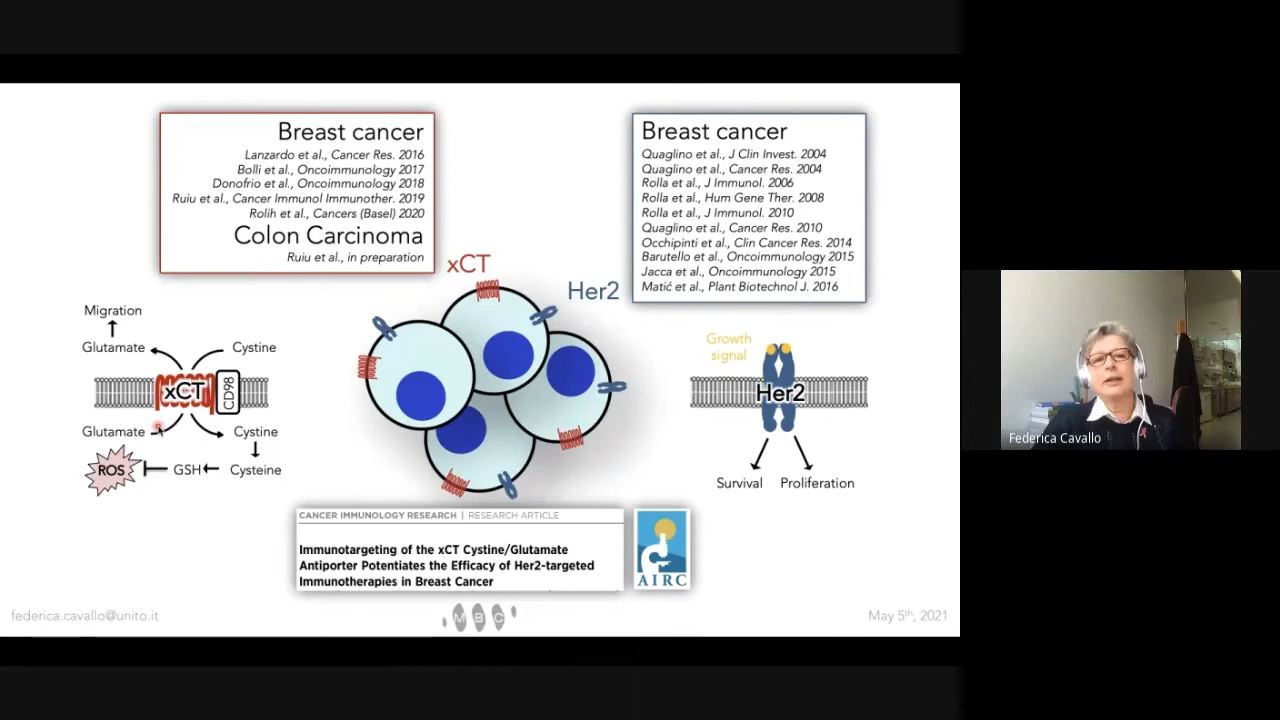 Breast cancer
Lanzardo et al., Cancer Res. 2016
Bolli et al., Oncoimmunology 2017
Donofrio et al., Oncoimmunology 2018
Ruiu et al., Cancer Immunol Immunother. 2019
Rolih et al., Cancers (Basel) 2020
Colon Carcinoma
Ruiu et al., in preparation
Breast cancer
Quaglino et al., J Clin Invest. 2004
Quaglino et al., Cancer Res. 2004
Rolla et al., J Immunol. 2006
Rolla et al., Hum Gene Ther. 2008
Rolla et al., J Immunol. 2010
Quaglino et al., Cancer Res. 2010
Occhipinti et al., Clin Cancer Res. 2014
Barutello et al., Oncoimmunology 2015
Jacca et al., Oncoimmunology 2015
Matić et al., Plant Biotechnol J. 2016
xCT
Her2
Migration
Glutamate
Cystine
xCT
CD98
Glutamate
Cystine
ROS
GSH
Cysteine
Growth
signal
Her2
Survival
Proliferation
CANCER IMMUNOLOGY RESEARCH | RESEARCH ARTICLE
Immunotargeting of the xCT Cystine/Glutamate
Antiporter Potentiates the Efficacy of Her2-targeted
Immunotherapies in Breast Cancer
AIRC
federica.cavallo@unito.it
MBC
May 5th, 2021
Federica Cavallo